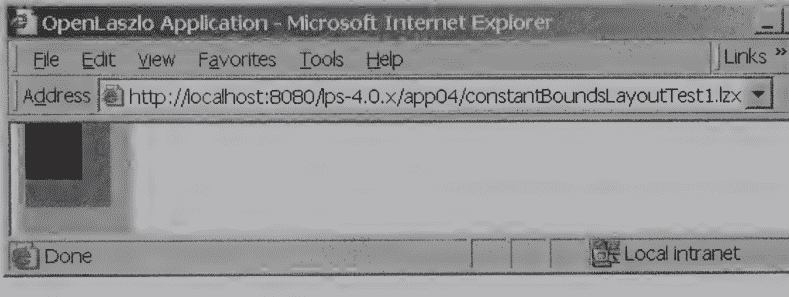 OpenLaszlo Application - Microsoft Internet Explorer
File Edit View Favorites Tools Help Links »
Address http://localhost:8080/lps-4.0.x/app04/constantBoundsLayoutTest1.lzx
Done Local intranet